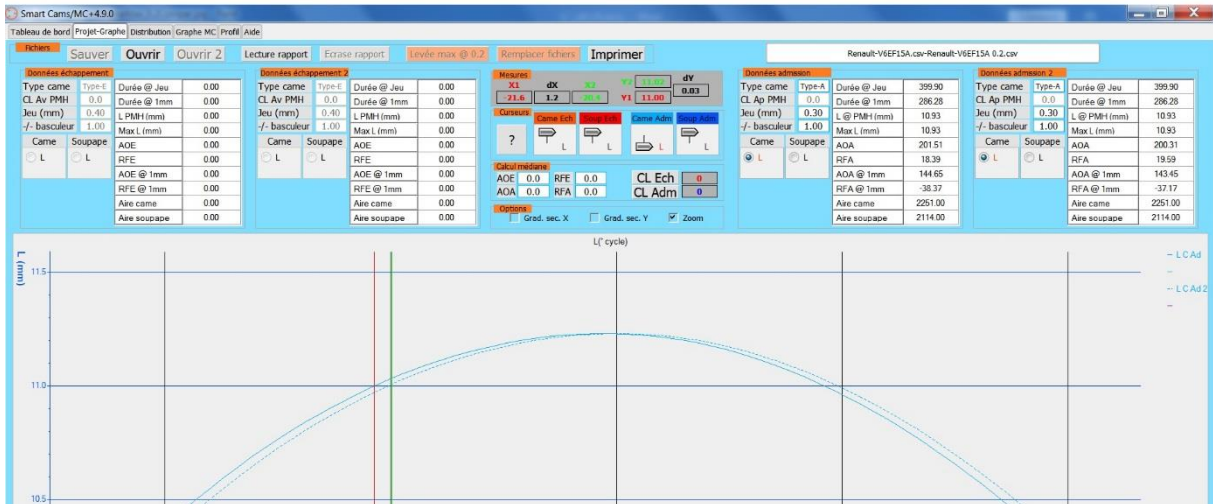 Smart Cams/MC+4.9.0
Tableau de bord Projet-Graphe Distribution Graphe MC Profil Aide
Fichiers Sauver Ouvrir Ouvrir 2 Lecture rapport Ecrase rapport Levée max @ 0.2 Remplacer fichiers Imprimer Renault-V6EF15A.csv-Renault-V6EF15A 0.2.csv
Données échappement
Type came Type-E Durée @ Jeu 0.00
CL Av PMH 0.0 Durée @ 1mm 0.00
Jeu (mm) 0.40 L PMH (mm) 0.00
-/- basculeur 1.00 Max L (mm) 0.00
Came Soupape AOE 0.00
L L RFE 0.00
AOE @ 1mm 0.00
RFE @ 1mm 0.00
Aire came 0.00
Aire soupape 0.00
Données échappement 2
Type came Type-E Durée @ Jeu 0.00
CL Av PMH 0.0 Durée @ 1mm 0.00
Jeu (mm) 0.40 L PMH (mm) 0.00
-/- basculeur 1.00 Max L (mm) 0.00
Came Soupape AOE 0.00
L L RFE 0.00
AOE @ 1mm 0.00
RFE @ 1mm 0.00
Aire came 0.00
Aire soupape 0.00
Mesures
X1 dX X2 Y2 11.02 dY
-21.6 1.2 -20.4 Y1 11.00 0.03
Curseurs
Came Ech Soup Ech Came Adm Soup Adm
? L L L L
Calcul médiane
AOE 0.0 RFE 0.0 CL Ech 0
AOA 0.0 RFA 0.0 CL Adm 0
Options
Grad. sec. X Grad. sec. Y Zoom
Données admission
Type came Type-A Durée @ Jeu 399.90
CL Ap PMH 0.0 Durée @ 1mm 286.28
Jeu (mm) 0.30 L @ PMH (mm) 10.93
-/- basculeur 1.00 Max L (mm) 10.93
Came Soupape AOA 201.51
L L RFA 18.39
AOA @ 1mm 144.65
RFA @ 1mm -38.37
Aire came 2251.00
Aire soupape 2114.00
Données admission 2
Type came Type-A Durée @ Jeu 399.90
CL Ap PMH 0.0 Durée @ 1mm 286.28
Jeu (mm) 0.30 L @ PMH (mm) 10.93
-/- basculeur 1.00 Max L (mm) 10.93
Came Soupape AOA 200.31
L L RFA 19.59
AOA @ 1mm 143.45
RFA @ 1mm -37.17
Aire came 2251.00
Aire soupape 2114.00
L(° cycle)
L (mm)
L C Ad
L C Ad 2
11.5
11.0
10.5